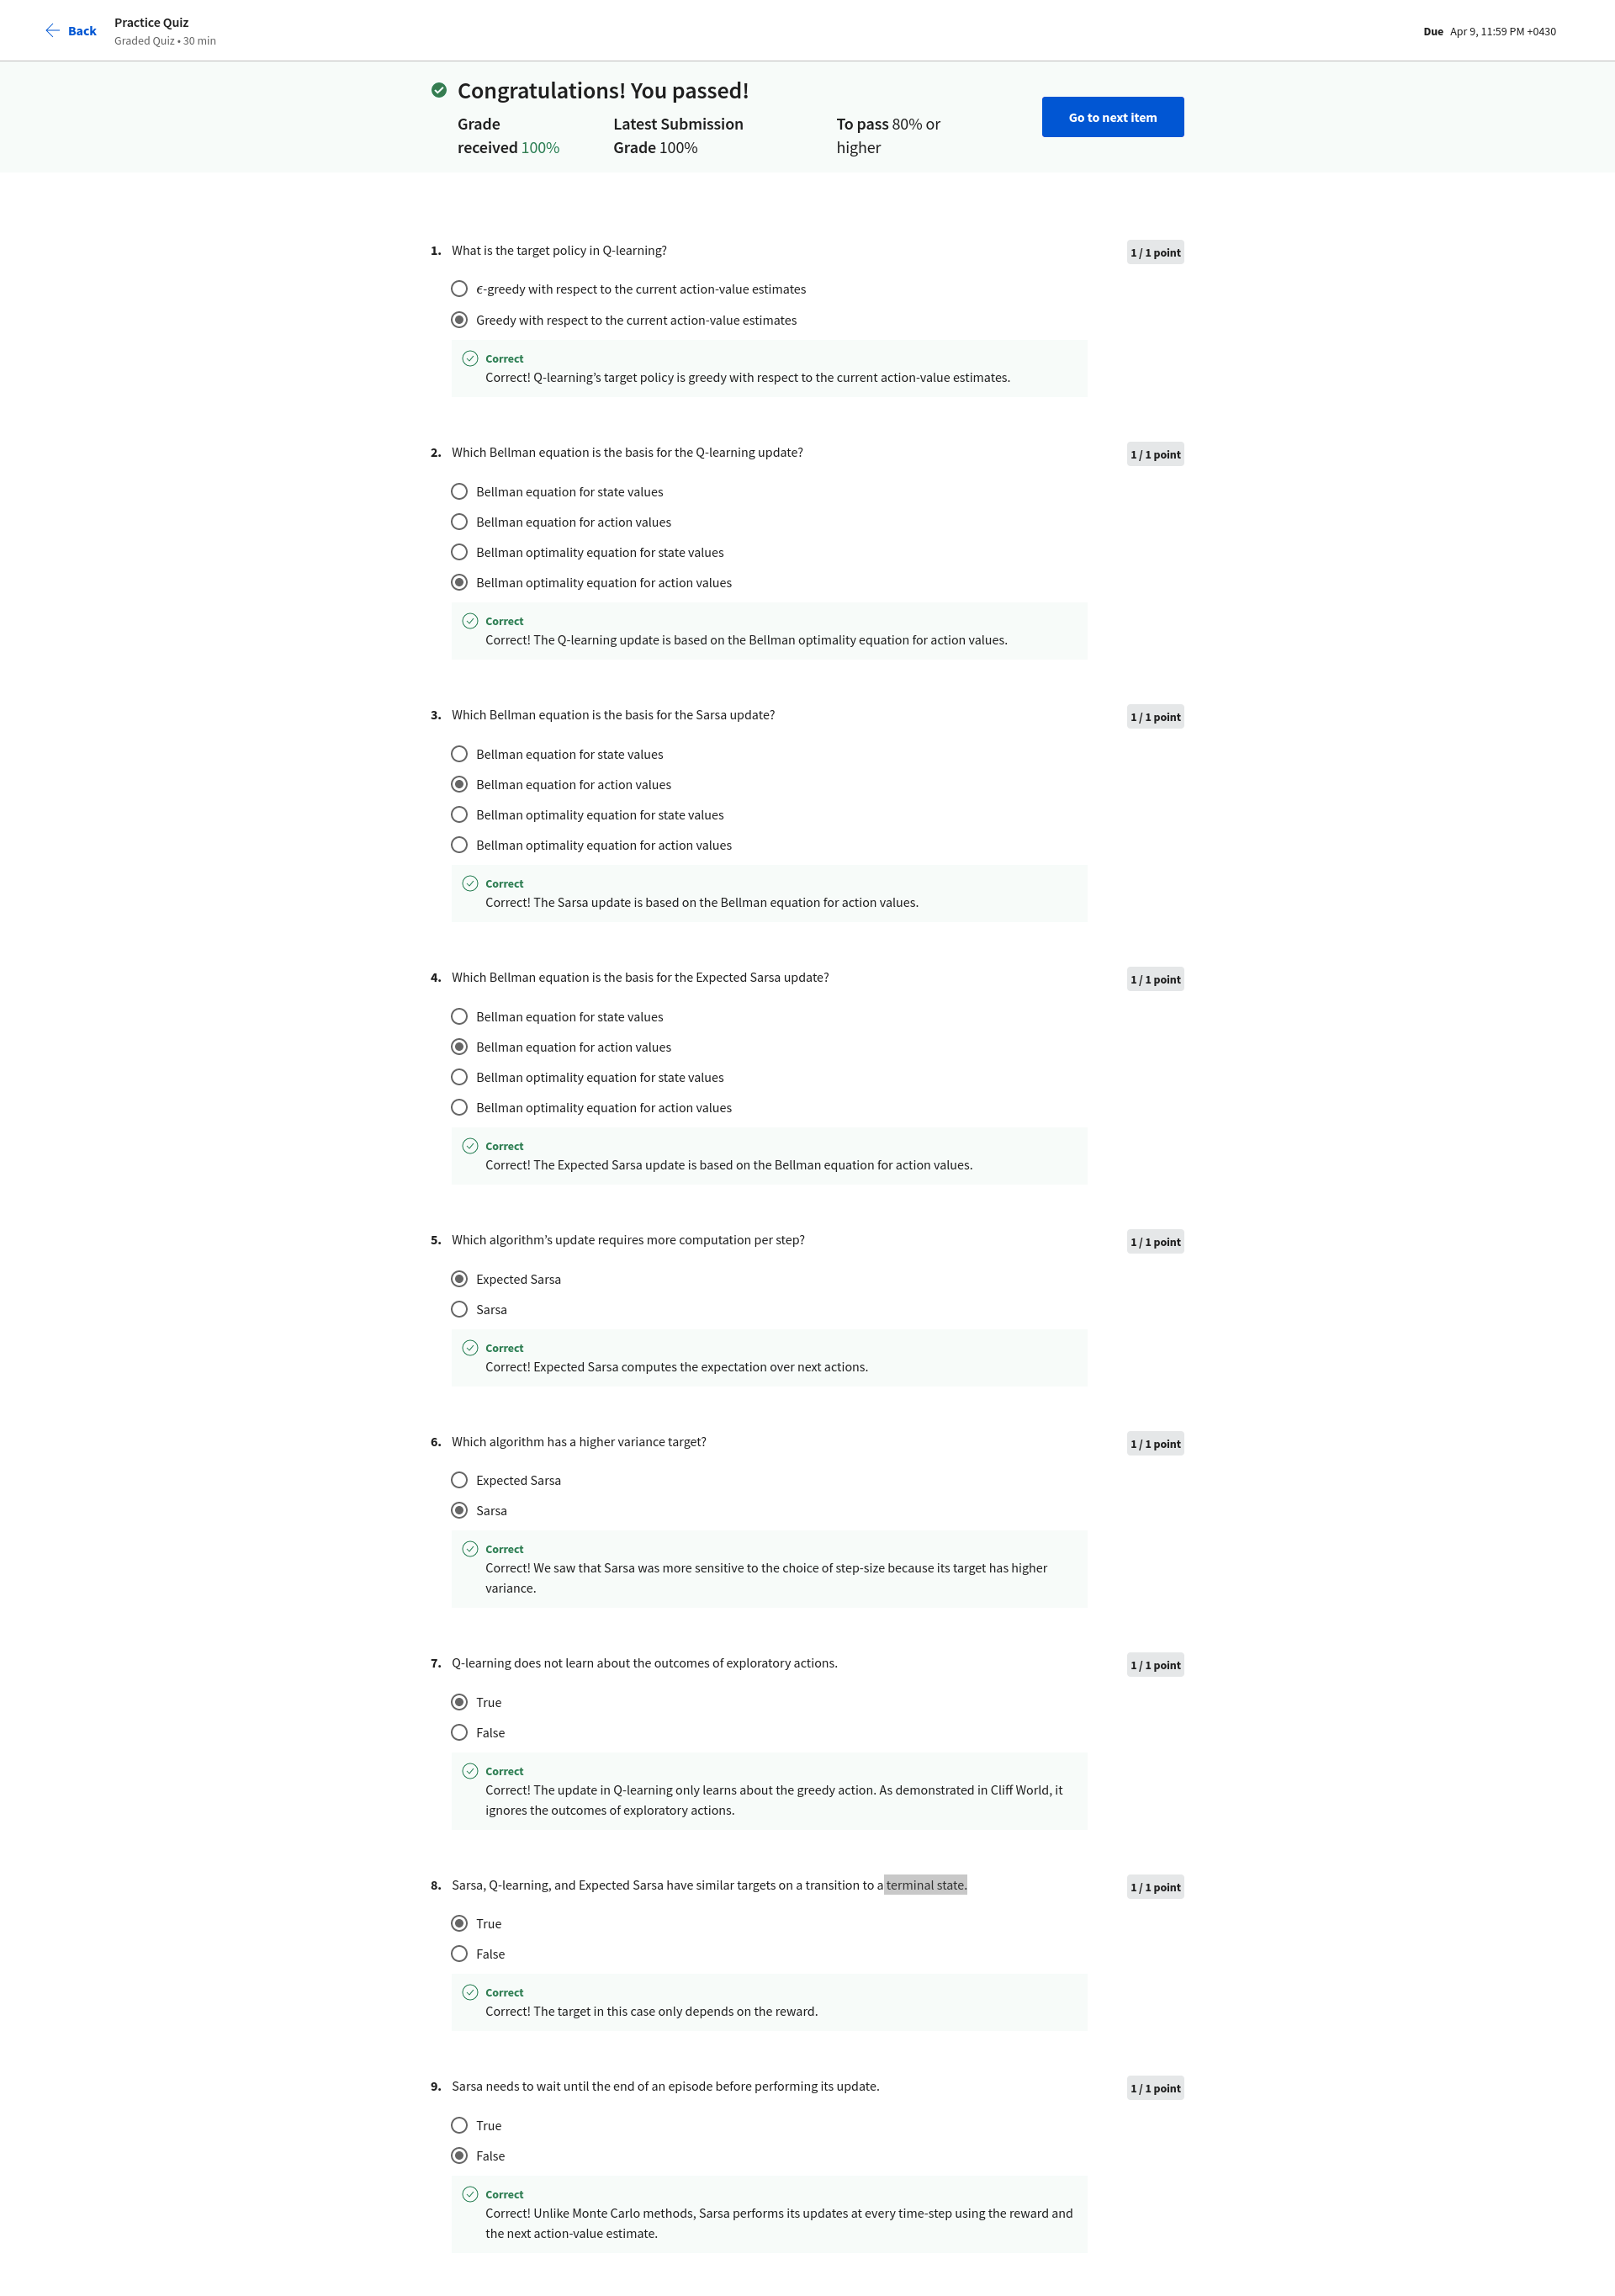 Back
Practice Quiz
Graded Quiz • 30 min
Due Apr 9, 11:59 PM +0430
Congratulations! You passed!
Grade
received 100%
Latest Submission
Grade 100%
To pass 80% or
higher
Go to next item
1. What is the target policy in Q-learning?
1 / 1 point
ϵ-greedy with respect to the current action-value estimates
Greedy with respect to the current action-value estimates
Correct
Correct! Q-learning’s target policy is greedy with respect to the current action-value estimates.
2. Which Bellman equation is the basis for the Q-learning update?
1 / 1 point
Bellman equation for state values
Bellman equation for action values
Bellman optimality equation for state values
Bellman optimality equation for action values
Correct
Correct! The Q-learning update is based on the Bellman optimality equation for action values.
3. Which Bellman equation is the basis for the Sarsa update?
1 / 1 point
Bellman equation for state values
Bellman equation for action values
Bellman optimality equation for state values
Bellman optimality equation for action values
Correct
Correct! The Sarsa update is based on the Bellman equation for action values.
4. Which Bellman equation is the basis for the Expected Sarsa update?
1 / 1 point
Bellman equation for state values
Bellman equation for action values
Bellman optimality equation for state values
Bellman optimality equation for action values
Correct
Correct! The Expected Sarsa update is based on the Bellman equation for action values.
5. Which algorithm’s update requires more computation per step?
1 / 1 point
Expected Sarsa
Sarsa
Correct
Correct! Expected Sarsa computes the expectation over next actions.
6. Which algorithm has a higher variance target?
1 / 1 point
Expected Sarsa
Sarsa
Correct
Correct! We saw that Sarsa was more sensitive to the choice of step-size because its target has higher
variance.
7. Q-learning does not learn about the outcomes of exploratory actions.
1 / 1 point
True
False
Correct
Correct! The update in Q-learning only learns about the greedy action. As demonstrated in Cliff World, it
ignores the outcomes of exploratory actions.
8. Sarsa, Q-learning, and Expected Sarsa have similar targets on a transition to a terminal state.
1 / 1 point
True
False
Correct
Correct! The target in this case only depends on the reward.
9. Sarsa needs to wait until the end of an episode before performing its update.
1 / 1 point
True
False
Correct
Correct! Unlike Monte Carlo methods, Sarsa performs its updates at every time-step using the reward and
the next action-value estimate.